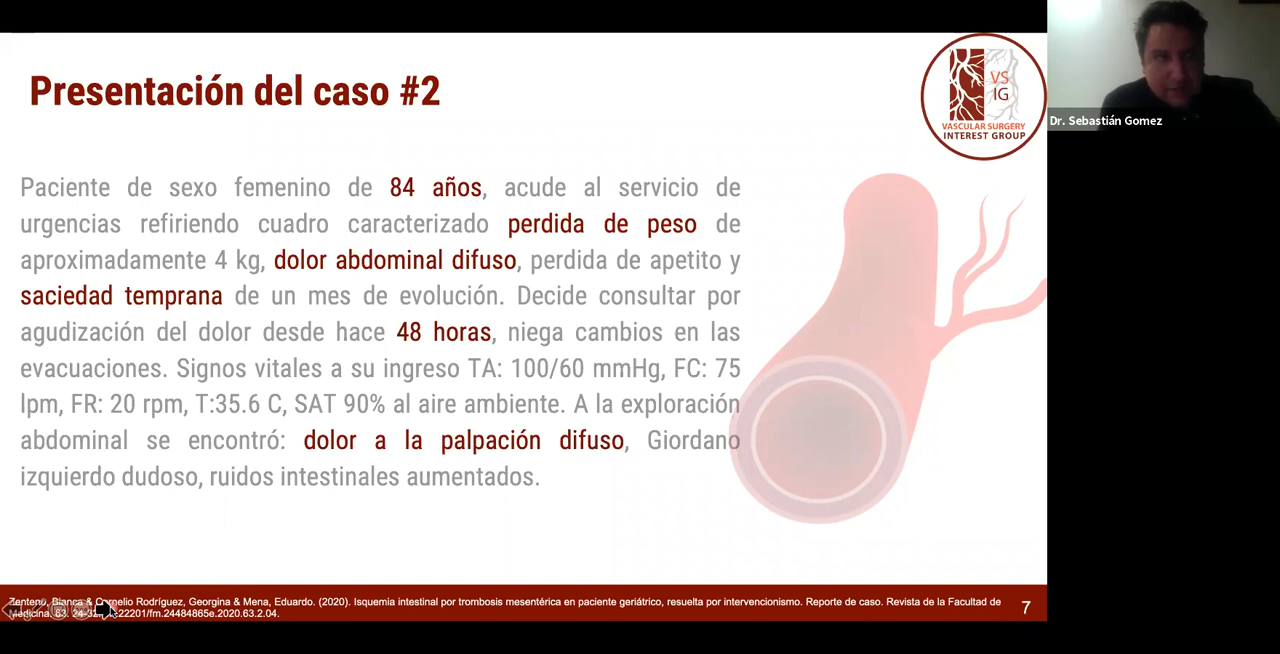 Presentación del caso #2
VS
IG
VASCULAR SURGERY
INTEREST GROUP
Dr. Sebastián Gomez
Paciente de sexo femenino de 84 años, acude al servicio de
urgencias refiriendo cuadro caracterizado perdida de peso de
aproximadamente 4 kg, dolor abdominal difuso, perdida de apetito y
saciedad temprana de un mes de evolución. Decide consultar por
agudización del dolor desde hace 48 horas, niega cambios en las
evacuaciones. Signos vitales a su ingreso TA: 100/60 mmHg, FC: 75
lpm, FR: 20 rpm, T:35.6 C, SAT 90% al aire ambiente. A la exploración
abdominal se encontró: dolor a la palpación difuso, Giordano
izquierdo dudoso, ruidos intestinales aumentados.
Zenteno, Bianca & Cornelio Rodríguez, Georgina & Mena, Eduardo. (2020). Isquemia intestinal por trombosis mesentérica en paciente geriátrico, resuelta por intervencionismo. Reporte de caso. Revista de la Facultad de
Medicina. 63. 24-32. 22201/fm.24484865e.2020.63.2.04.
7